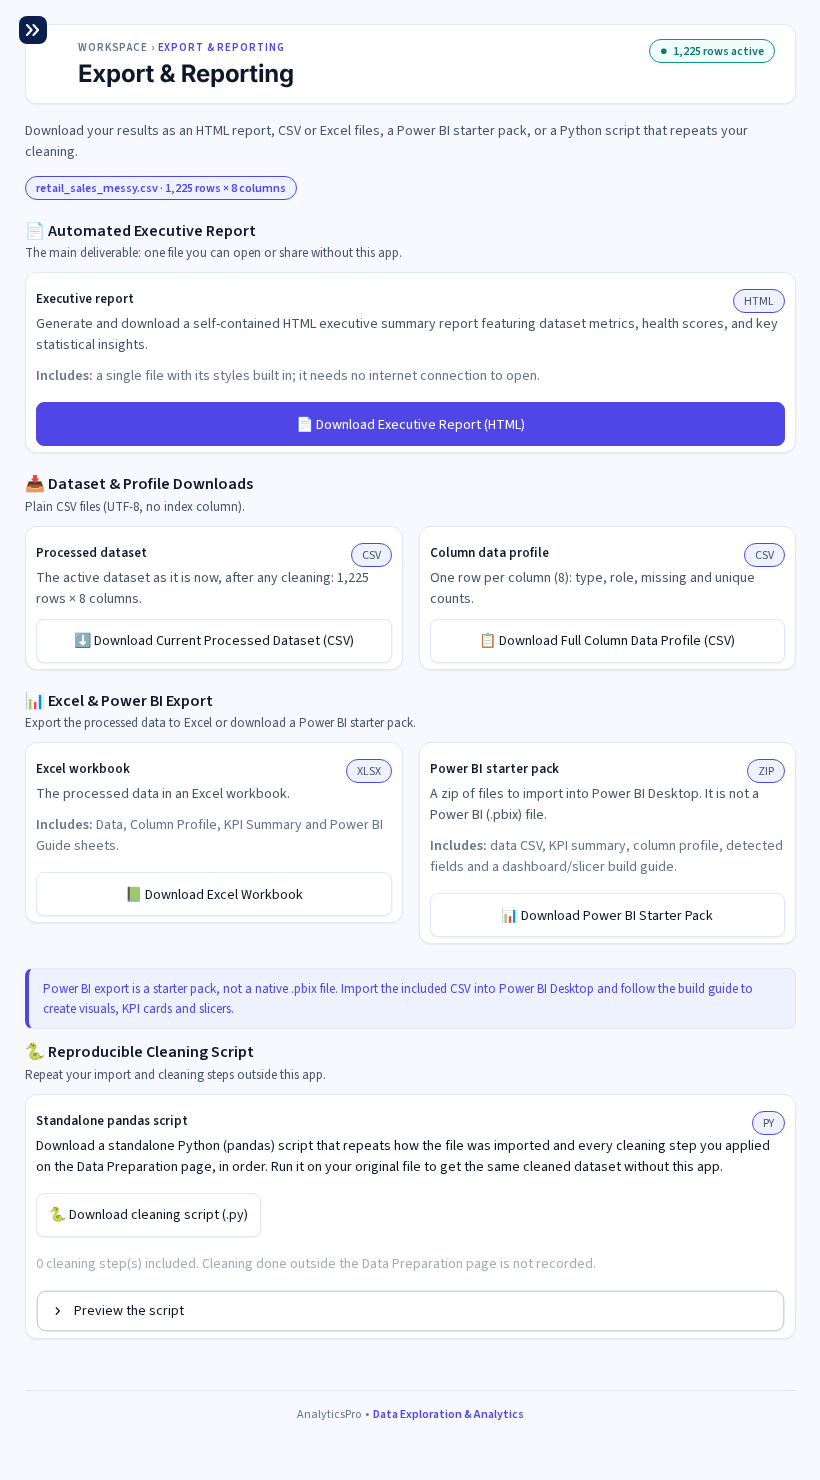 WORKSPACE › EXPORT & REPORTING
Export & Reporting
● 1,225 rows active
Download your results as an HTML report, CSV or Excel files, a Power BI starter pack, or a Python script that repeats your
cleaning.
retail_sales_messy.csv · 1,225 rows × 8 columns
📄 Automated Executive Report
The main deliverable: one file you can open or share without this app.
Executive report
HTML
Generate and download a self-contained HTML executive summary report featuring dataset metrics, health scores, and key
statistical insights.
Includes: a single file with its styles built in; it needs no internet connection to open.
📄 Download Executive Report (HTML)
📥 Dataset & Profile Downloads
Plain CSV files (UTF-8, no index column).
Processed dataset
CSV
The active dataset as it is now, after any cleaning: 1,225
rows × 8 columns.
⬇️ Download Current Processed Dataset (CSV)
Column data profile
CSV
One row per column (8): type, role, missing and unique
counts.
📋 Download Full Column Data Profile (CSV)
📊 Excel & Power BI Export
Export the processed data to Excel or download a Power BI starter pack.
Excel workbook
XLSX
The processed data in an Excel workbook.
Includes: Data, Column Profile, KPI Summary and Power BI
Guide sheets.
📗 Download Excel Workbook
Power BI starter pack
ZIP
A zip of files to import into Power BI Desktop. It is not a
Power BI (.pbix) file.
Includes: data CSV, KPI summary, column profile, detected
fields and a dashboard/slicer build guide.
📊 Download Power BI Starter Pack
Power BI export is a starter pack, not a native .pbix file. Import the included CSV into Power BI Desktop and follow the build guide to
create visuals, KPI cards and slicers.
🐍 Reproducible Cleaning Script
Repeat your import and cleaning steps outside this app.
Standalone pandas script
PY
Download a standalone Python (pandas) script that repeats how the file was imported and every cleaning step you applied
on the Data Preparation page, in order. Run it on your original file to get the same cleaned dataset without this app.
🐍 Download cleaning script (.py)
0 cleaning step(s) included. Cleaning done outside the Data Preparation page is not recorded.
Preview the script
AnalyticsPro • Data Exploration & Analytics